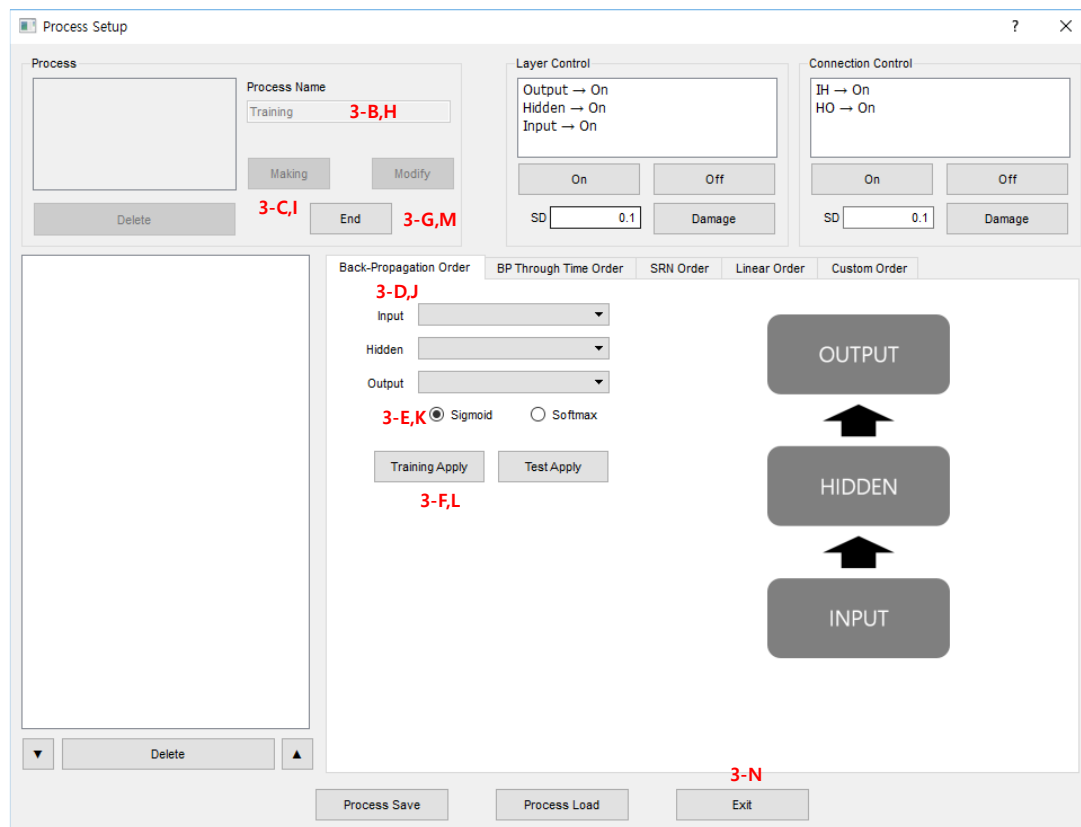 Process Setup
?
Process
Process Name
Training
3-B,H
Making
Modify
3-C,I
Delete
End
3-G,M
Layer Control
Output → On
Hidden → On
Input → On
On
Off
SD
0.1
Damage
Connection Control
IH → On
HO → On
On
Off
SD
0.1
Damage
▼
Delete
▲
Back-Propagation Order
BP Through Time Order
SRN Order
Linear Order
Custom Order
3-D,J
Input
Hidden
Output
3-E,K
Sigmoid
Softmax
Training Apply
Test Apply
3-F,L
OUTPUT
HIDDEN
INPUT
3-N
Process Save
Process Load
Exit